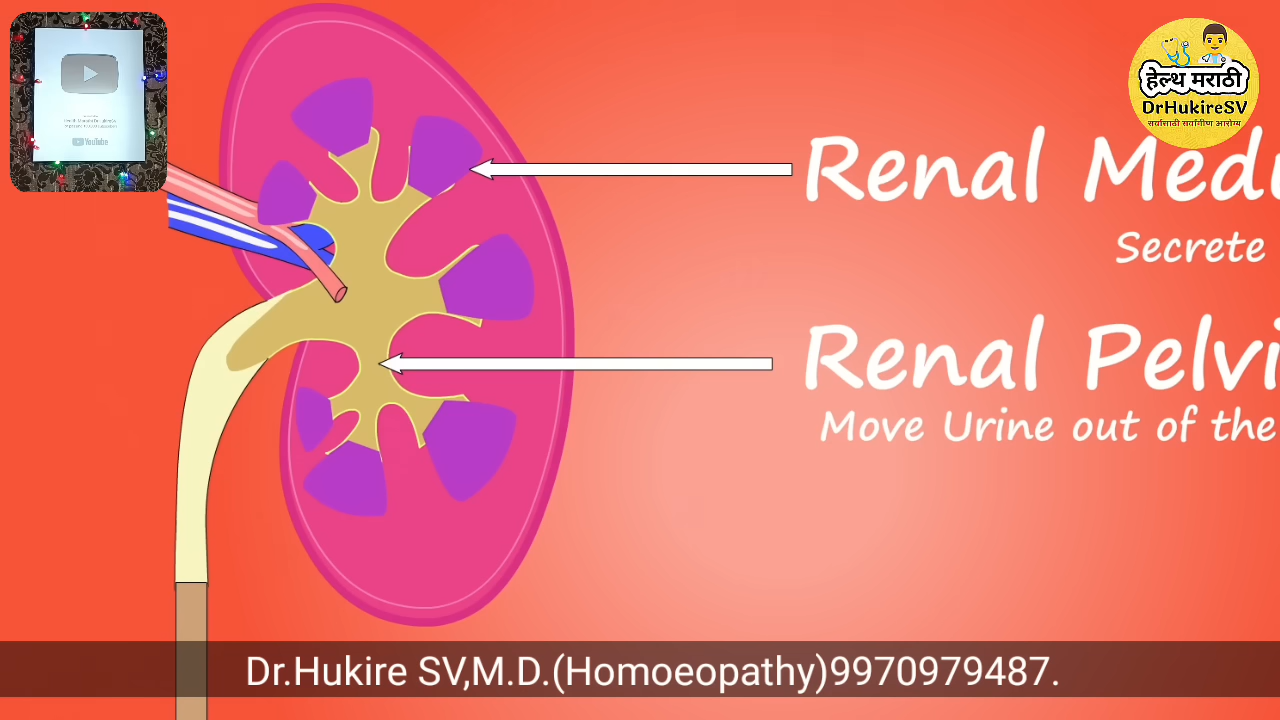 हेल्थ मराठी
DrHukireSV
सर्वांसाठी सर्वांगीण आरोग्य
YouTube
Renal Medu
Secrete
Renal Pelvi
Move Urine out of the
Dr.Hukire SV,M.D.(Homoeopathy)9970979487.